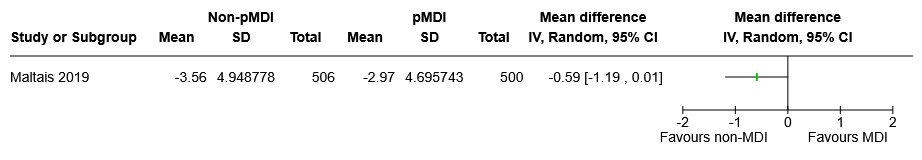 Non-pMDI pMDI Mean difference Mean difference
Study or Subgroup Mean SD Total Mean SD Total IV, Random, 95% CI IV, Random, 95% CI
Maltais 2019 -3.56 4.948778 506 -2.97 4.695743 500 -0.59 [-1.19 , 0.01]
-2 -1 0 1 2
Favours non-MDI Favours MDI